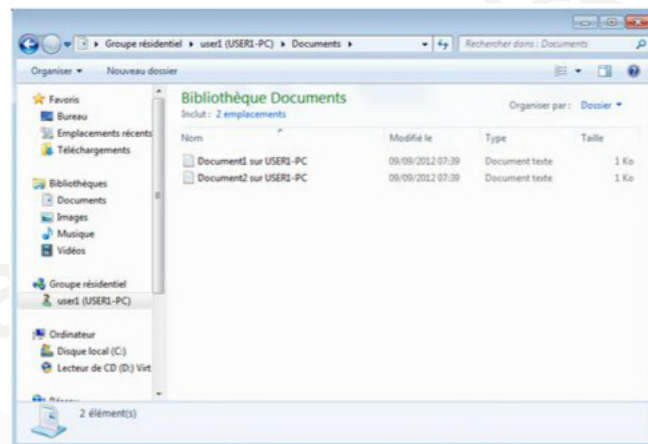 Groupe résidentiel ▸ user1 (USER1-PC) ▸ Documents ▸
Rechercher dans : Documents
Organiser ▾ Nouveau dossier
Favoris
Bureau
Emplacements récents
Téléchargements
Bibliothèques
Documents
Images
Musique
Vidéos
Groupe résidentiel
user1 (USER1-PC)
Ordinateur
Disque local (C:)
Lecteur de CD (D:) Virt
Bibliothèque Documents
Inclut : 2 emplacements
Organiser par : Dossier ▾
Nom Modifié le Type Taille
Document1 sur USER1-PC 09/09/2012 07:39 Document texte 1 Ko
Document2 sur USER1-PC 09/09/2012 07:39 Document texte 1 Ko
2 élément(s)